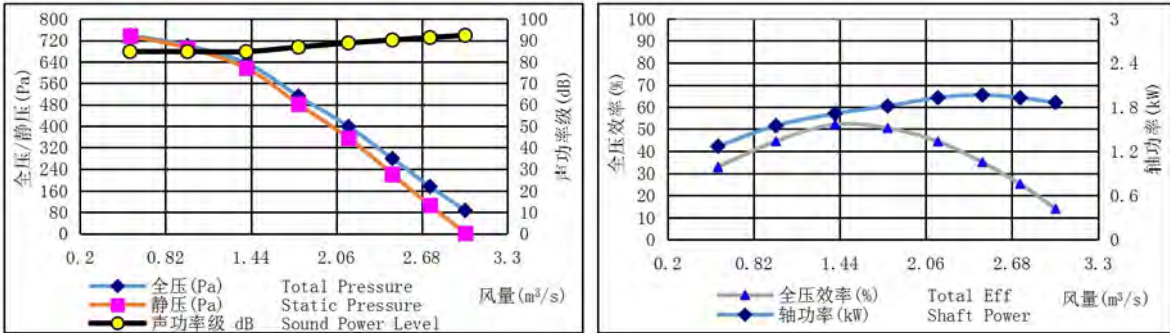 800 100
720 90
640 80
560 70
480 60
400 50
320 40
240 30
160 20
80 10
0 0
全压/静压(Pa)
声功率级(dB)
0.2 0.82 1.44 2.06 2.68 3.3
全压(Pa) Total Pressure
静压(Pa) Static Pressure
声功率级 dB Sound Power Level
风量(m³/s)
100 3
90
80 2.4
70
60 1.8
50
40 1.2
30
20 0.6
10
0 0
全压效率(%)
轴功率(kW)
0.2 0.82 1.44 2.06 2.68 3.3
全压效率(%) Total Eff
轴功率(kW) Shaft Power
风量(m³/s)